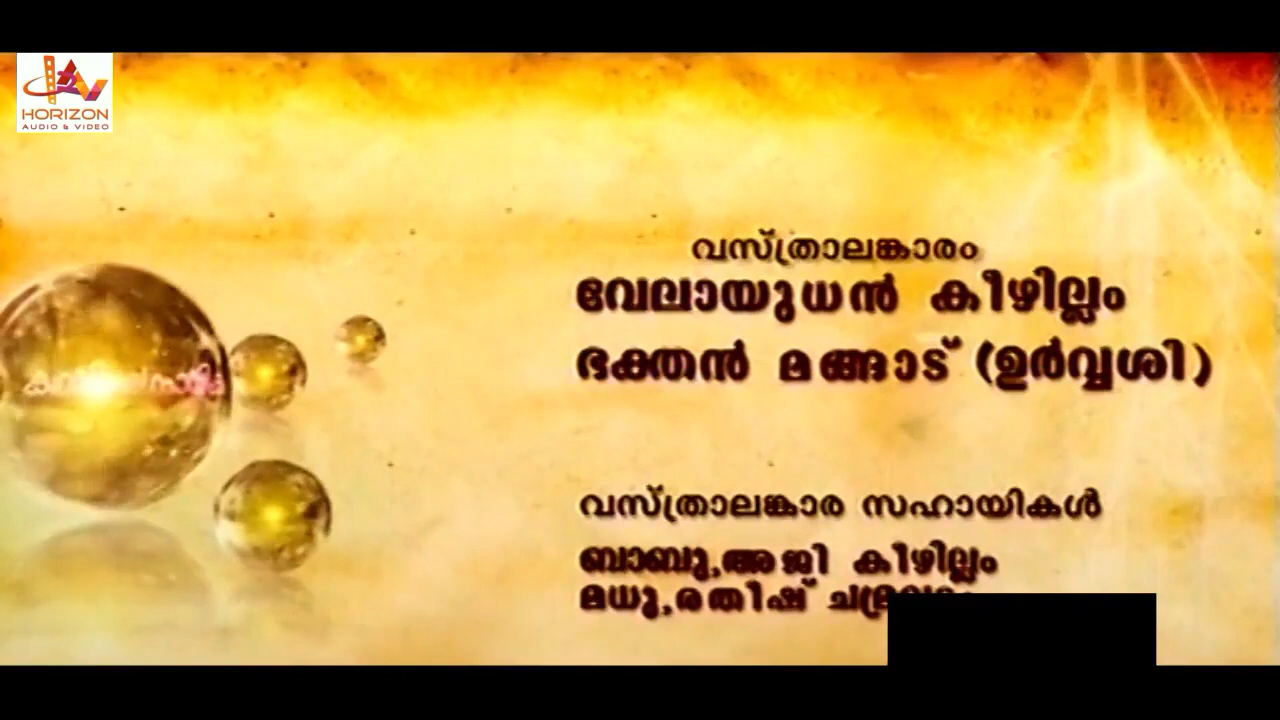 HORIZON
AUDIO & VIDEO
വസ്ത്രാലങ്കാരം
വേലായുധൻ കീഴില്ലം
ഭക്തൻ മങ്ങാട് (ഉർവ്വശി)
വസ്ത്രാലങ്കാര സഹായികൾ
ബാബു,അജി കീഴില്ലം
മധു,രതീഷ്